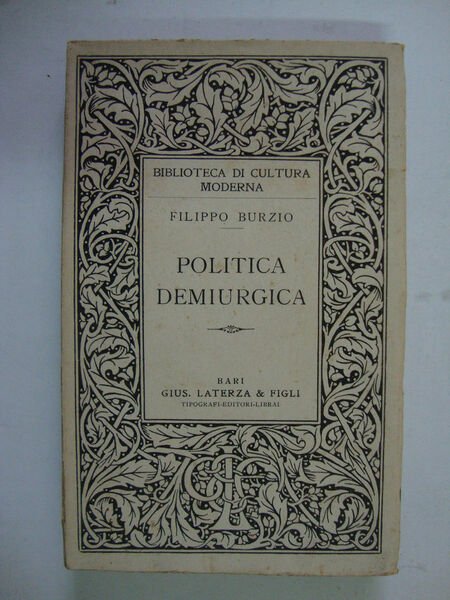 BIBLIOTECA DI CULTURA
MODERNA
FILIPPO BURZIO
POLITICA
DEMIURGICA
BARI
GIUS. LATERZA & FIGLI
TIPOGRAFI-EDITORI-LIBRAI